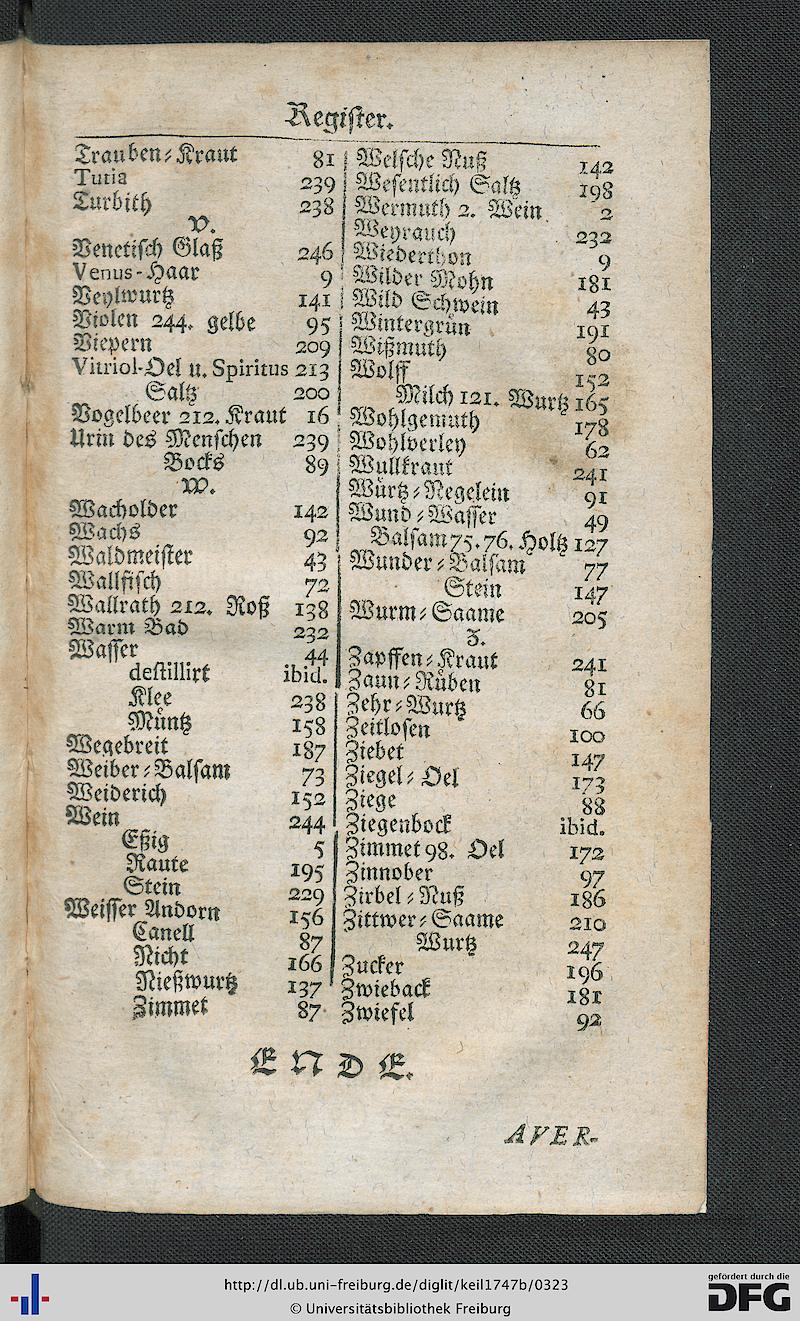 Register.
Trauben-Kraut 81
Tutia 239
Turbith 238
V.
Venetisch Glaß 246
Venus-Haar 9
Veylwurtz 141
Violen 244. gelbe 95
Viepern 209
Vitriol-Oel u. Spiritus 213
Saltz 200
Vogelbeer 212. Kraut 16
Urin des Menschen 239
Bocks 89
W.
Wacholder 142
Wachs 92
Waldmeister 43
Wallfisch 72
Wallrath 212. Roß 138
Warm Bad 232
Wasser 44
destillirt ibid.
Klee 238
Müntz 158
Wegebreit 187
Weiber-Balsam 73
Weiderich 152
Wein 244
Eßig 5
Raute 195
Stein 229
Weisser Andorn 156
Canell 87
Nicht 166
Nießwurtz 137
Zimmet 87
Welsche Nuß 142
Wesentlich Saltz 198
Wermuth 2. Wein 2
Weyrauch 232
Wiederthon 9
Wilder Mohn 181
Wild Schwein 43
Wintergrün 191
Wißmuth 80
Wolff 152
Milch 121. Wurtz 165
Wohlgemuth 178
Wohlverley 62
Wullkraut 241
Würtz-Negelein 91
Wund-Wasser 49
Balsam 75. 76. Holtz 127
Wunder-Balsam 77
Stein 147
Wurm-Saame 205
Z.
Zapffen-Kraut 241
Zaun-Rüben 81
Zehr-Wurtz 66
Zeitlosen 100
Ziebet 147
Ziegel-Oel 173
Ziege 88
Ziegenbock ibid.
Zimmet 98. Oel 172
Zinnober 97
Zirbel-Nuß 186
Zittwer-Saame 210
Wurtz 247
Zucker 196
Zwieback 181
Zwiefel 92
ENDE.
AVER-
http://dl.ub.uni-freiburg.de/diglit/keil1747b/0323
© Universitätsbibliothek Freiburg
gefördert durch die
DFG